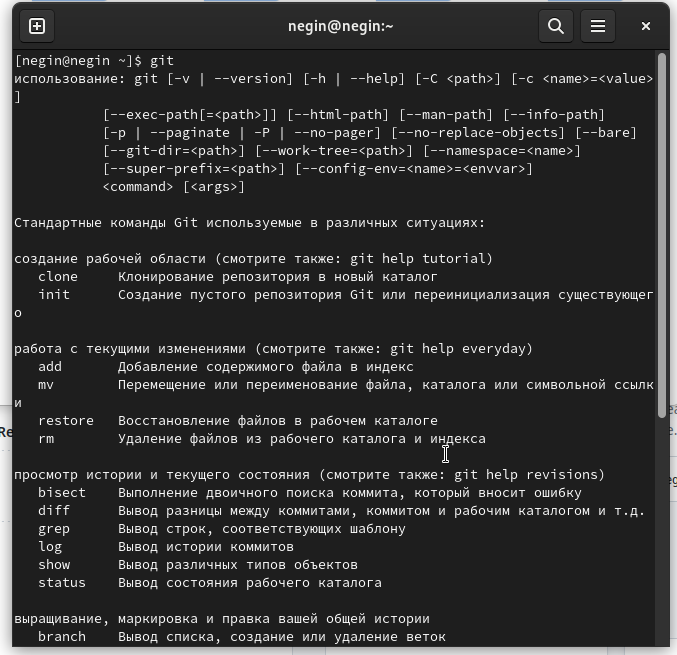 negin@negin:~
[negin@negin ~]$ git
использование: git [-v | --version] [-h | --help] [-C <path>] [-c <name>=<value>
]
[--exec-path[=<path>]] [--html-path] [--man-path] [--info-path]
[-p | --paginate | -P | --no-pager] [--no-replace-objects] [--bare]
[--git-dir=<path>] [--work-tree=<path>] [--namespace=<name>]
[--super-prefix=<path>] [--config-env=<name>=<envvar>]
<command> [<args>]
Стандартные команды Git используемые в различных ситуациях:
создание рабочей области (смотрите также: git help tutorial)
clone Клонирование репозитория в новый каталог
init Создание пустого репозитория Git или переинициализация существующег
о
работа с текущими изменениями (смотрите также: git help everyday)
add Добавление содержимого файла в индекс
mv Перемещение или переименование файла, каталога или символьной ссылк
и
restore Восстановление файлов в рабочем каталоге
rm Удаление файлов из рабочего каталога и индекса
просмотр истории и текущего состояния (смотрите также: git help revisions)
bisect Выполнение двоичного поиска коммита, который вносит ошибку
diff Вывод разницы между коммитами, коммитом и рабочим каталогом и т.д.
grep Вывод строк, соответствующих шаблону
log Вывод истории коммитов
show Вывод различных типов объектов
status Вывод состояния рабочего каталога
выращивание, маркировка и правка вашей общей истории
branch Вывод списка, создание или удаление веток